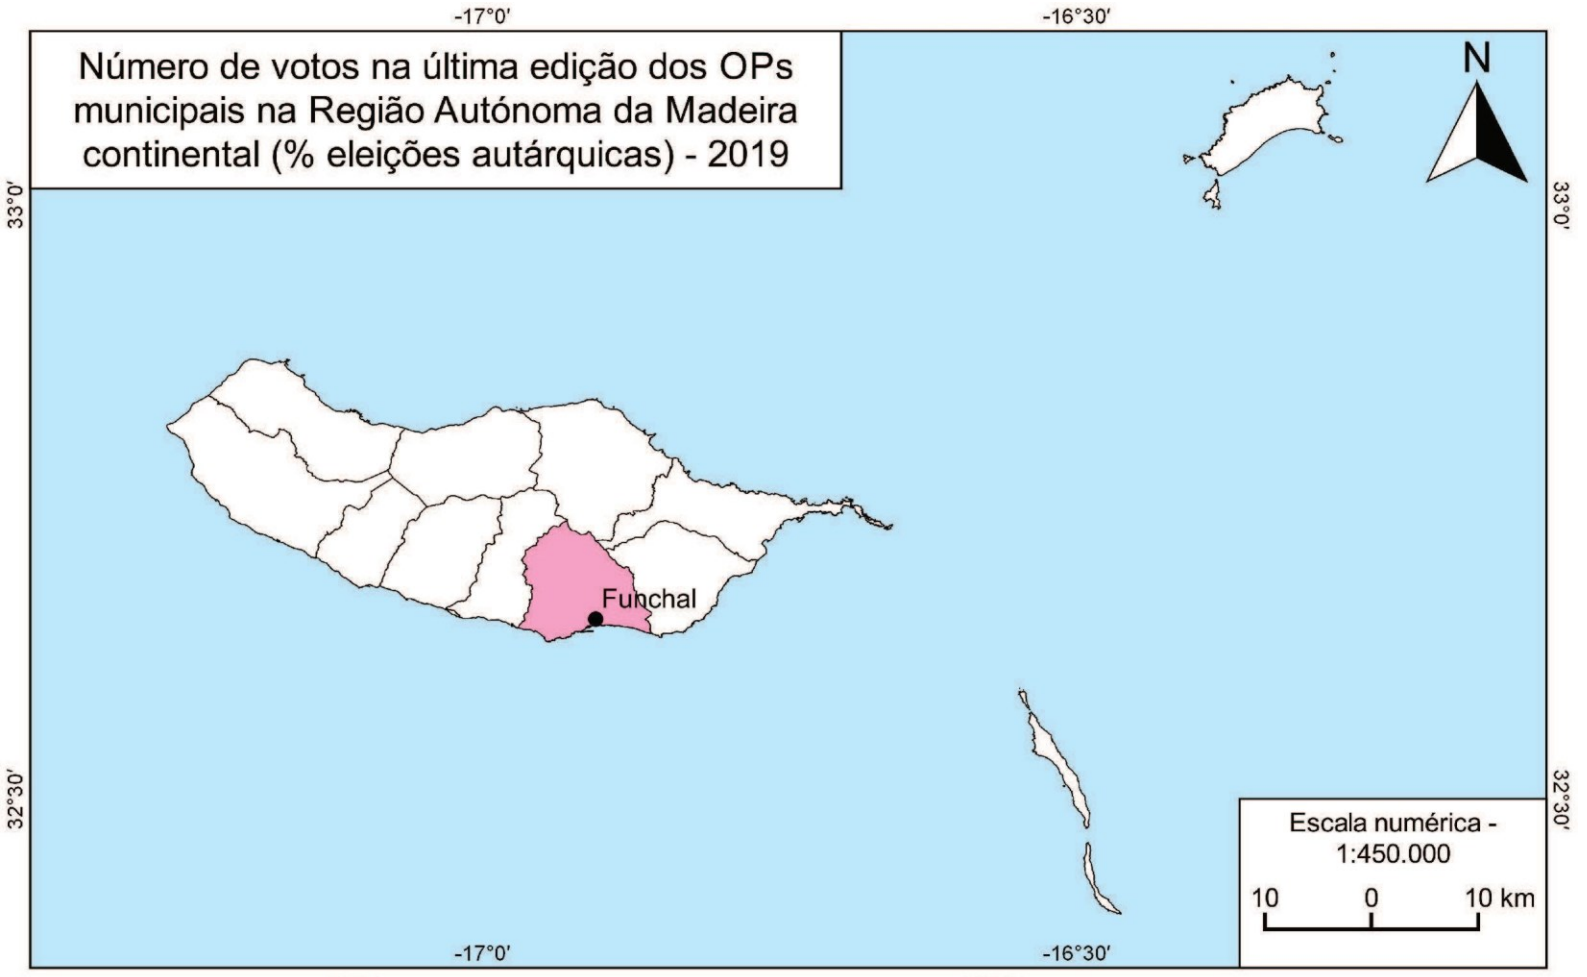 -17°0′
-16°30′
Número de votos na última edição dos OPs
municipais na Região Autónoma da Madeira
continental (% eleições autárquicas) - 2019
N
33°0′
33°0′
Funchal
32°30′
32°30′
Escala numérica -
1:450.000
10 0 10 km
-17°0′
-16°30′